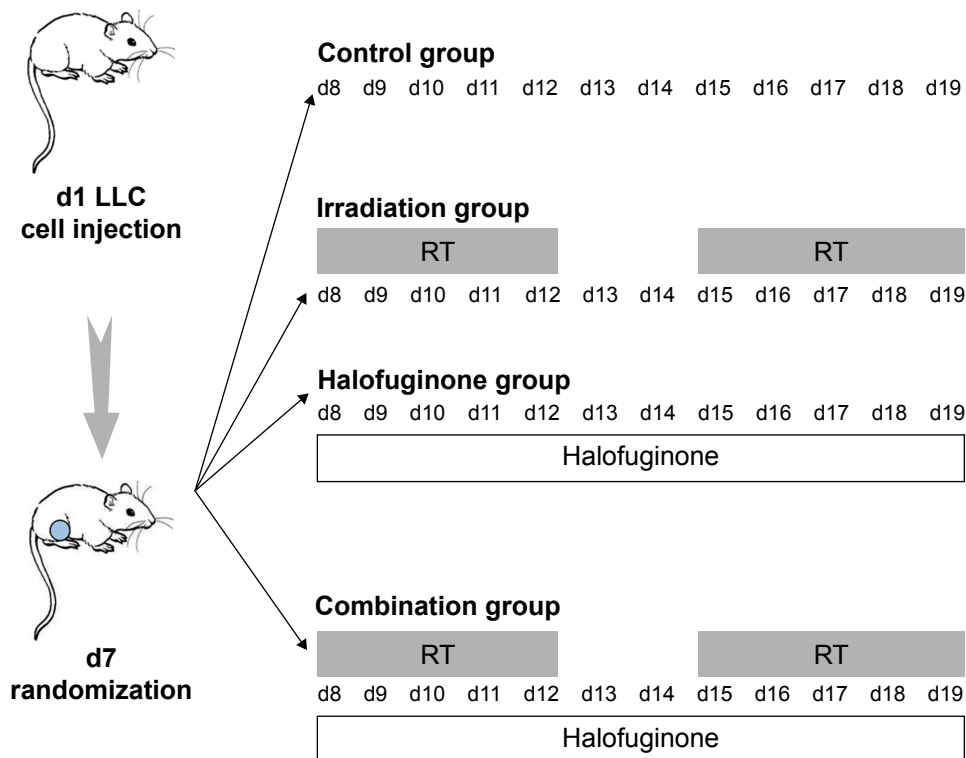 d1 LLC
cell injection
d7
randomization
Control group
d8 d9 d10 d11 d12 d13 d14 d15 d16 d17 d18 d19
Irradiation group
RT RT
d8 d9 d10 d11 d12 d13 d14 d15 d16 d17 d18 d19
Halofuginone group
d8 d9 d10 d11 d12 d13 d14 d15 d16 d17 d18 d19
Halofuginone
Combination group
RT RT
d8 d9 d10 d11 d12 d13 d14 d15 d16 d17 d18 d19
Halofuginone